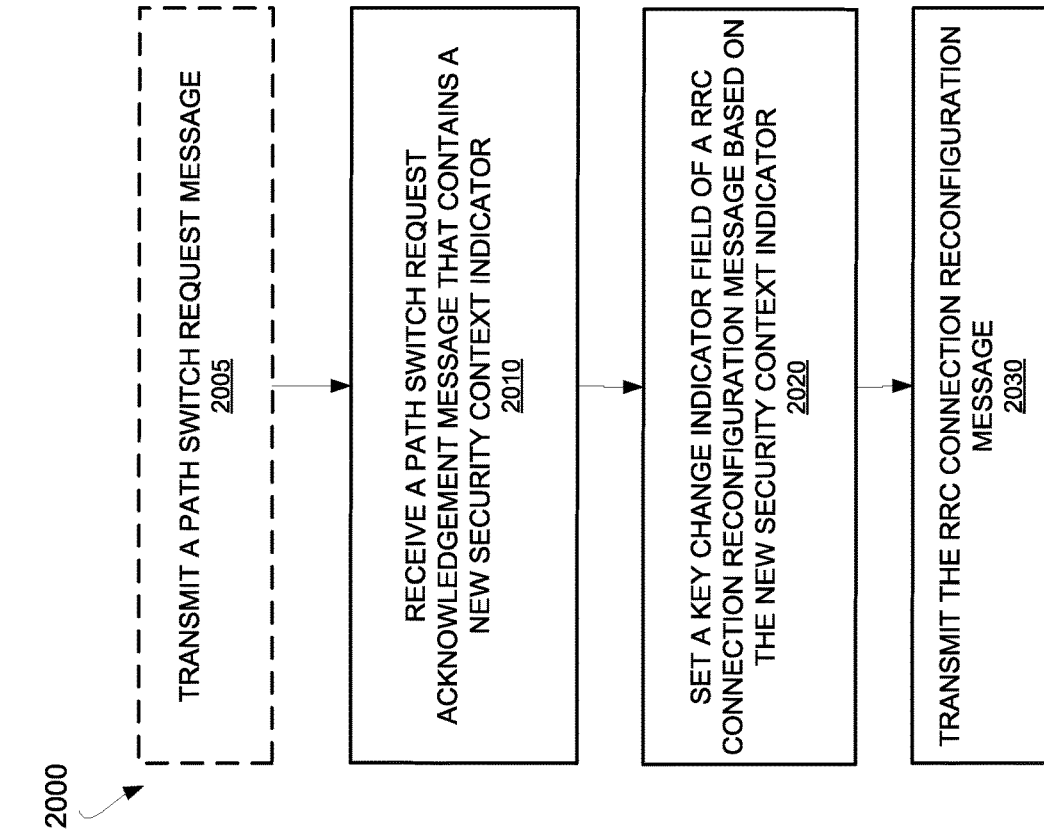 2000
TRANSMIT A PATH SWITCH REQUEST MESSAGE
2005
RECEIVE A PATH SWITCH REQUEST
ACKNOWLEDGEMENT MESSAGE THAT CONTAINS A
NEW SECURITY CONTEXT INDICATOR
2010
SET A KEY CHANGE INDICATOR FIELD OF A RRC
CONNECTION RECONFIGURATION MESSAGE BASED ON
THE NEW SECURITY CONTEXT INDICATOR
2020
TRANSMIT THE RRC CONNECTION RECONFIGURATION
MESSAGE
2030